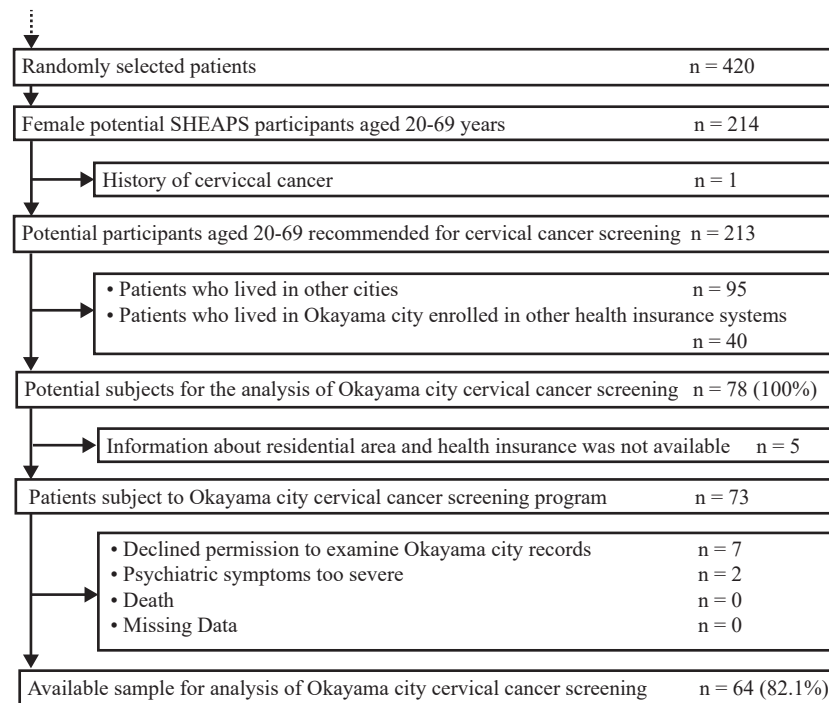 Randomly selected patients n = 420
Female potential SHEAPS participants aged 20-69 years n = 214
History of cerviccal cancer n = 1
Potential participants aged 20-69 recommended for cervical cancer screening n = 213
• Patients who lived in other cities n = 95
• Patients who lived in Okayama city enrolled in other health insurance systems
n = 40
Potential subjects for the analysis of Okayama city cervical cancer screening n = 78 (100%)
Information about residential area and health insurance was not available n = 5
Patients subject to Okayama city cervical cancer screening program n = 73
• Declined permission to examine Okayama city records n = 7
• Psychiatric symptoms too severe n = 2
• Death n = 0
• Missing Data n = 0
Available sample for analysis of Okayama city cervical cancer screening n = 64 (82.1%)